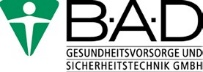 B·A·D
GESUNDHEITSVORSORGE UND
SICHERHEITSTECHNIK GMBH